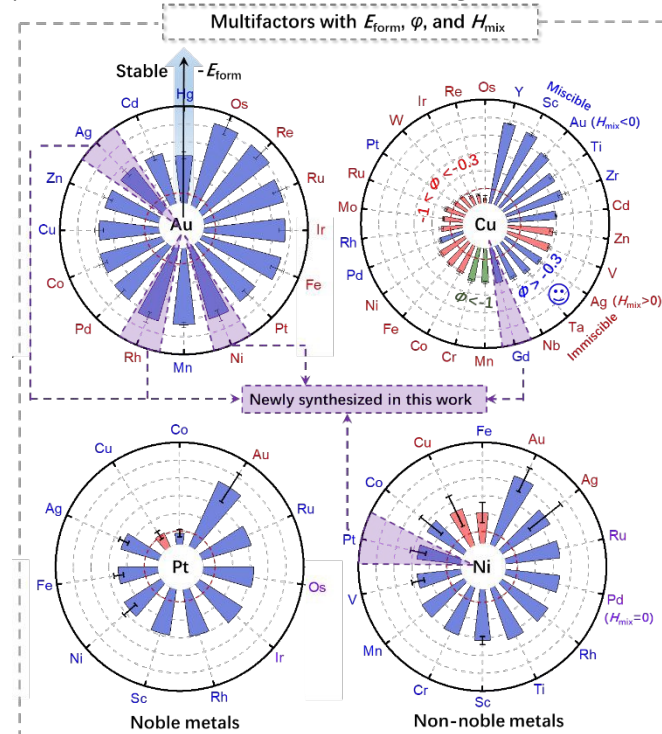 Multifactors with E_form, φ, and H_mix
Stable - E_form
Hg
Os
Re
Ru
Ir
Fe
Pt
Ni
Mn
Rh
Pd
Co
Cu
Zn
Ag
Cd
Au
Os
Y
Sc
Miscible
Au (H_mix<0)
Ti
Zr
Cd
Zn
V
Ag (H_mix>0)
Ta
Immiscible
Nb
Gd
Mn
Cr
Co
Fe
Ni
Pd
Rh
Mo
Ru
Pt
W
Ir
Re
Cu
-1 < Φ < -0.3
Φ > -0.3
Φ < -1
Newly synthesized in this work
Co
Au
Ru
Os
Ir
Rh
Sc
Ni
Fe
Ag
Cu
Pt
Noble metals
Fe
Au
Ag
Ru
Pd
(H_mix=0)
Rh
Ti
Sc
Cr
Mn
V
Pt
Co
Cu
Ni
Non-noble metals